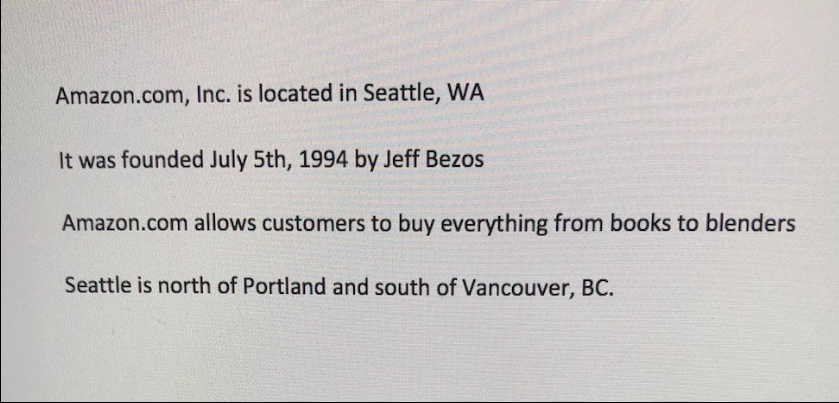 Amazon.com, Inc. is located in Seattle, WA
It was founded July 5th, 1994 by Jeff Bezos
Amazon.com allows customers to buy everything from books to blenders
Seattle is north of Portland and south of Vancouver, BC.